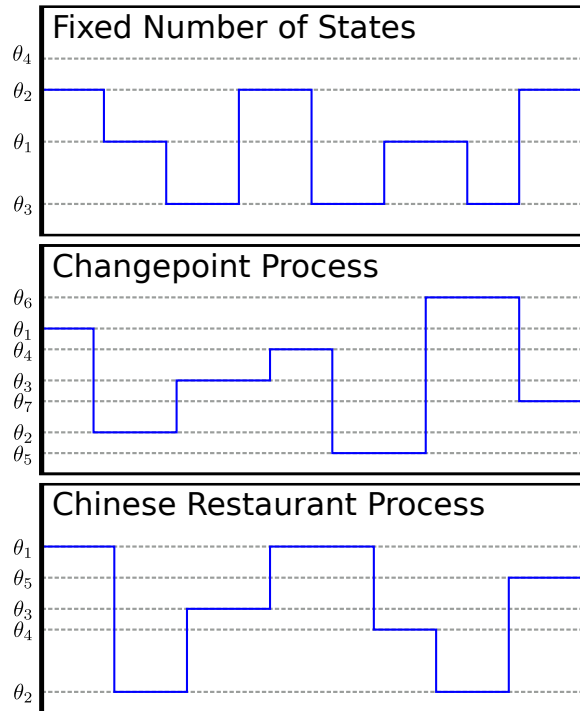 Fixed Number of States
θ4
θ2
θ1
θ3
Changepoint Process
θ6
θ1
θ4
θ3
θ7
θ2
θ5
Chinese Restaurant Process
θ1
θ5
θ3
θ4
θ2